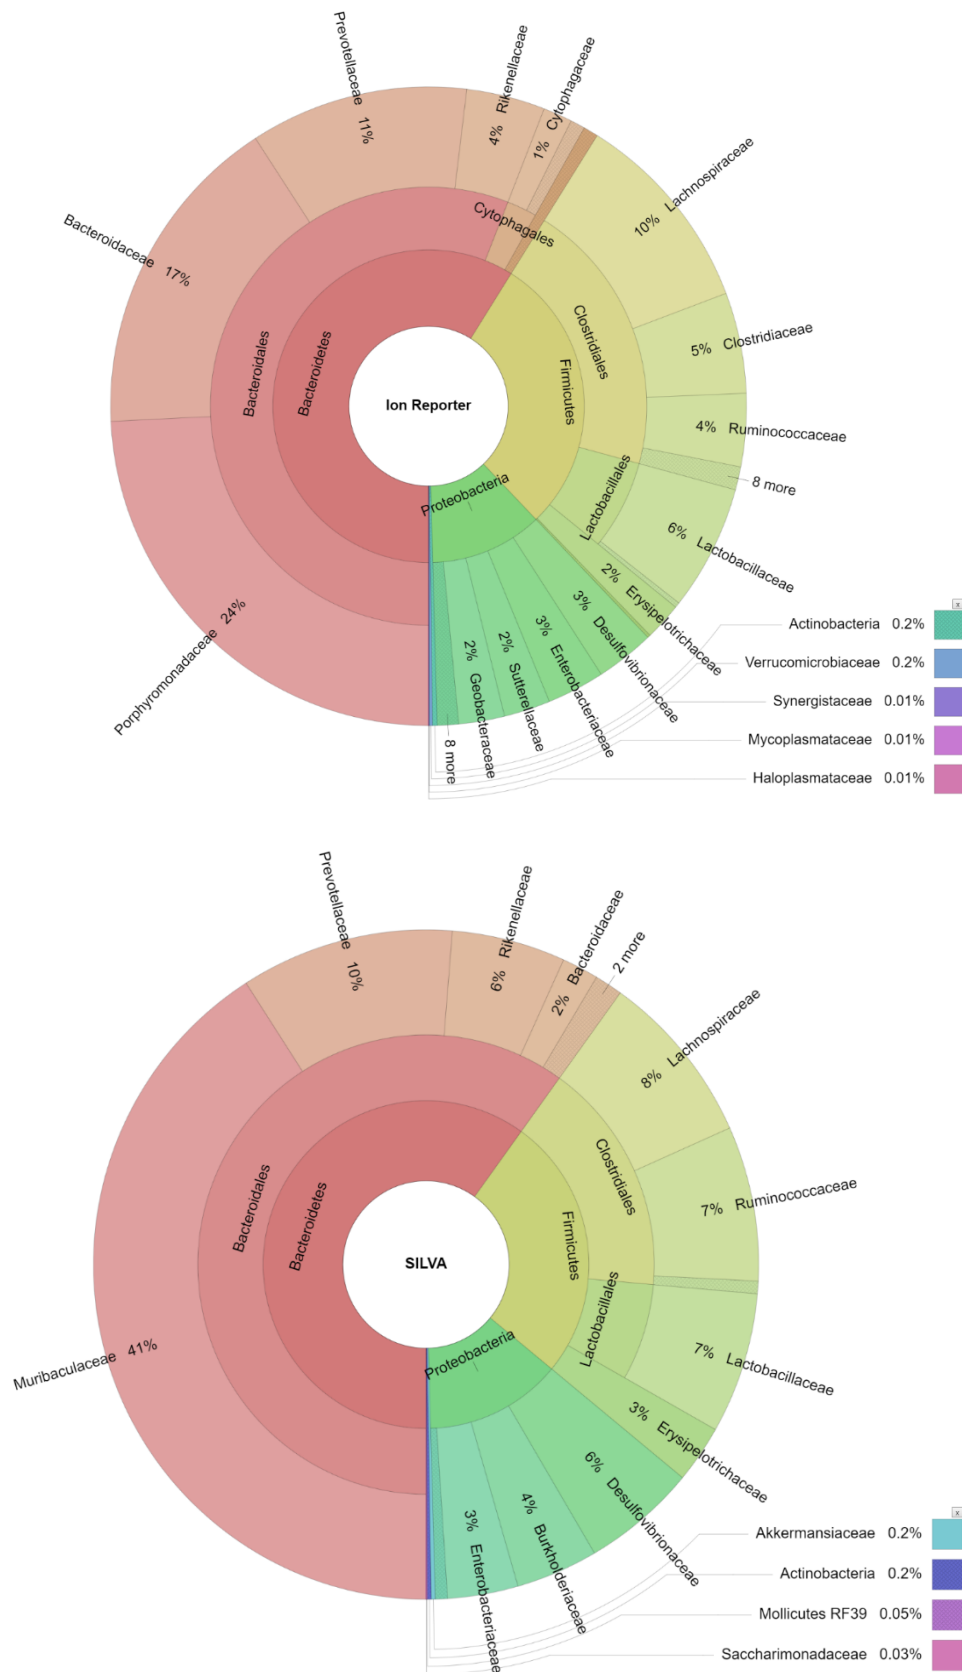 Prevotellaceae 11%
4% Rikenellaceae
1% Cytophagaceae
10% Lachnospiraceae
Bacteroidaceae 17%
Cytophagales
5% Clostridiaceae
Clostridiales
Bacteroidales
Bacteroidetes
Ion Reporter
Firmicutes
4% Ruminococcaceae
8 more
Proteobacteria
Lactobacillales
6% Lactobacillaceae
2% Erysipelotrichaceae
Porphyromonadaceae 24%
3% Desulfovibrionaceae
3% Enterobacteriaceae
2% Sutterellaceae
2% Geobacteraceae
8 more
x
Actinobacteria 0.2%
Verrucomicrobiaceae 0.2%
Synergistaceae 0.01%
Mycoplasmataceae 0.01%
Haloplasmataceae 0.01%
Prevotellaceae 10%
6% Rikenellaceae
2% Bacteroidaceae
2 more
8% Lachnospiraceae
Clostridiales
Bacteroidales
Bacteroidetes
SILVA
Firmicutes
7% Ruminococcaceae
Lactobacillales
Proteobacteria
7% Lactobacillaceae
Muribaculaceae 41%
3% Erysipelotrichaceae
6% Desulfovibrionaceae
4% Burkholderiaceae
3% Enterobacteriaceae
x
Akkermansiaceae 0.2%
Actinobacteria 0.2%
Mollicutes RF39 0.05%
Saccharimonadaceae 0.03%